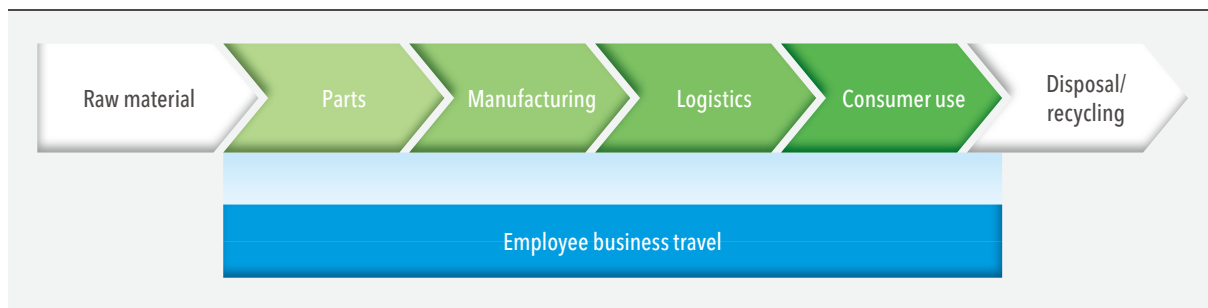 Raw material
Parts
Manufacturing
Logistics
Consumer use
Disposal/
recycling
Employee business travel